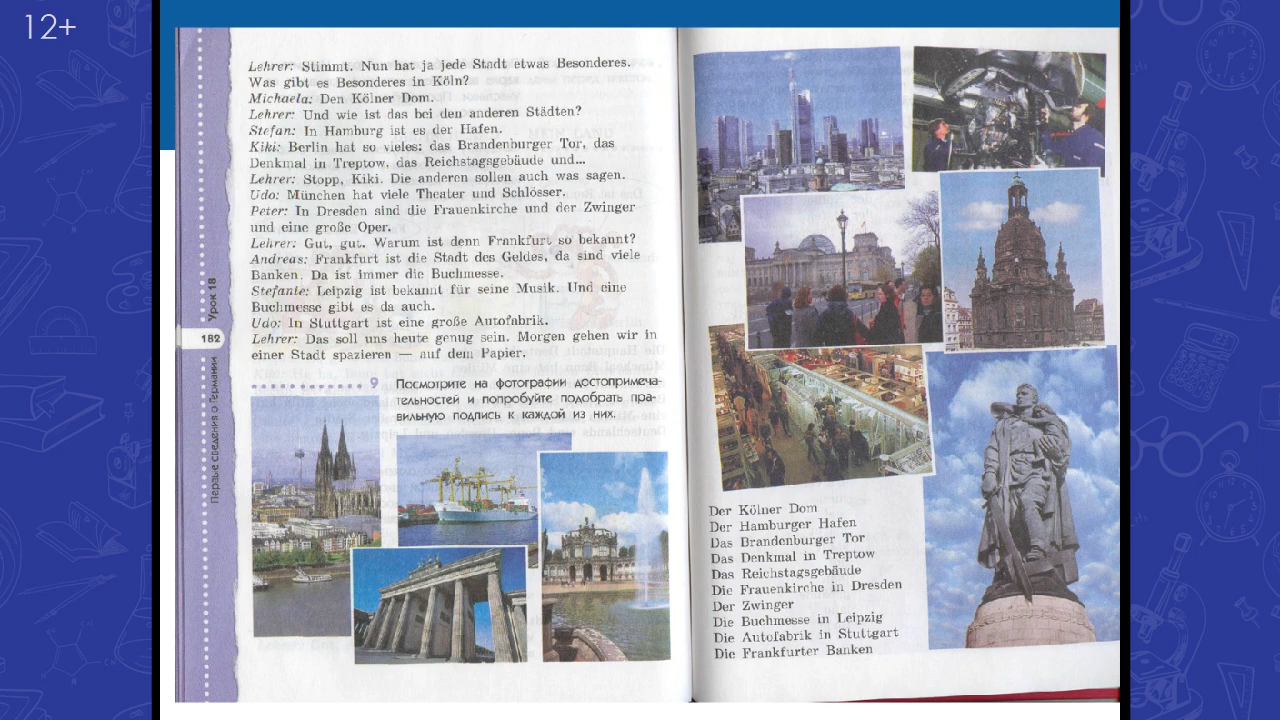 12+
Lehrer: Stimmt. Nun hat ja jede Stadt etwas Besonderes.
Was gibt es Besonderes in Köln?
Michaela: Den Kölner Dom.
Lehrer: Und wie ist das bei den anderen Städten?
Stefan: In Hamburg ist es der Hafen.
Kiki: Berlin hat so vieles: das Brandenburger Tor, das
Denkmal in Treptow, das Reichstagsgebäude und...
Lehrer: Stopp, Kiki. Die anderen sollen auch was sagen.
Udo: München hat viele Theater und Schlösser.
Peter: In Dresden sind die Frauenkirche und der Zwinger
und eine große Oper.
Lehrer: Gut, gut. Warum ist denn Frankfurt so bekannt?
Andreas: Frankfurt ist die Stadt des Geldes, da sind viele
Banken. Da ist immer die Buchmesse.
Stefanie: Leipzig ist bekannt für seine Musik. Und eine
Buchmesse gibt es da auch.
Udo: In Stuttgart ist eine große Autofabrik.
Lehrer: Das soll uns heute genug sein. Morgen gehen wir in
einer Stadt spazieren — auf dem Papier.
Урок 18
182
Первые сведения о Германии
9 Посмотрите на фотографии достопримеча-
тельностей и попробуйте подобрать пра-
вильную подпись к каждой из них.
Der Kölner Dom
Der Hamburger Hafen
Das Brandenburger Tor
Das Denkmal in Treptow
Das Reichstagsgebäude
Die Frauenkirche in Dresden
Der Zwinger
Die Buchmesse in Leipzig
Die Autofabrik in Stuttgart
Die Frankfurter Banken